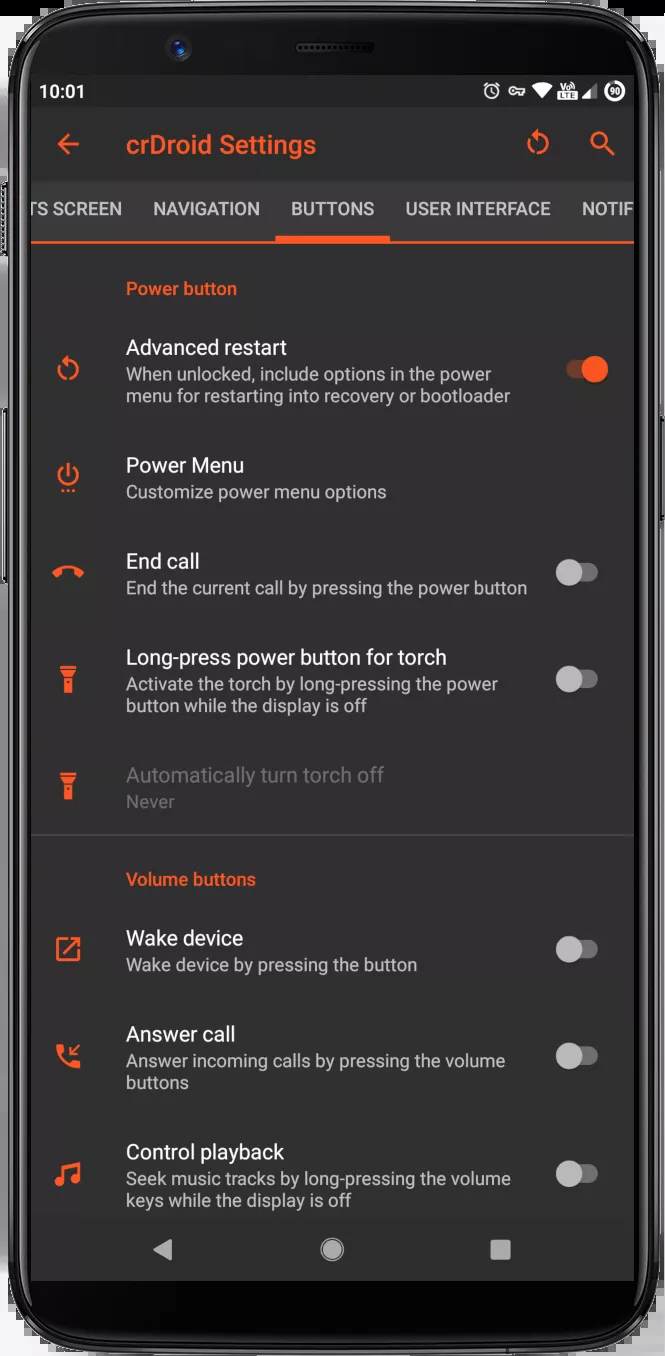 10:01
Vo)) LTE
90
crDroid Settings
TS SCREEN NAVIGATION BUTTONS USER INTERFACE NOTIF
Power button
Advanced restart
When unlocked, include options in the power
menu for restarting into recovery or bootloader
Power Menu
Customize power menu options
End call
End the current call by pressing the power button
Long-press power button for torch
Activate the torch by long-pressing the power
button while the display is off
Automatically turn torch off
Never
Volume buttons
Wake device
Wake device by pressing the button
Answer call
Answer incoming calls by pressing the volume
buttons
Control playback
Seek music tracks by long-pressing the volume
keys while the display is off